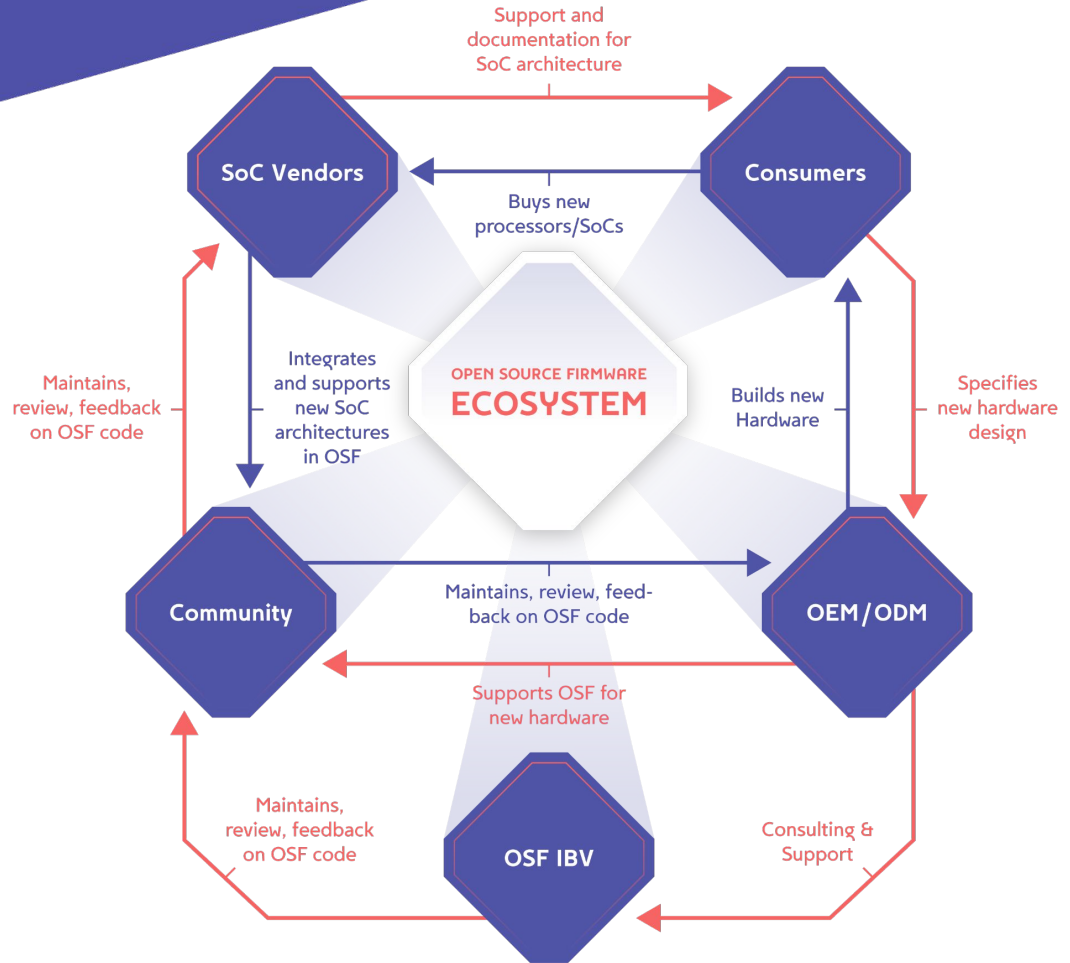 Support and
documentation for
SoC architecture
SoC Vendors
Consumers
Buys new
processors/SoCs
Integrates
and supports
new SoC
architectures
in OSF
Maintains,
review, feedback
on OSF code
OPEN SOURCE FIRMWARE
ECOSYSTEM
Builds new
Hardware
Specifies
new hardware
design
Community
Maintains, review, feed-
back on OSF code
OEM/ODM
Supports OSF for
new hardware
Maintains,
review, feedback
on OSF code
OSF IBV
Consulting &
Support